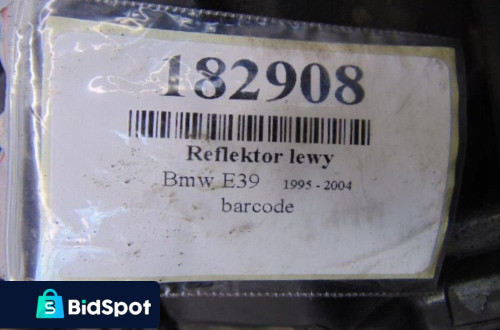 182908
Reflektor lewy
Bmw E39 1995 - 2004
barcode
S BidSpot